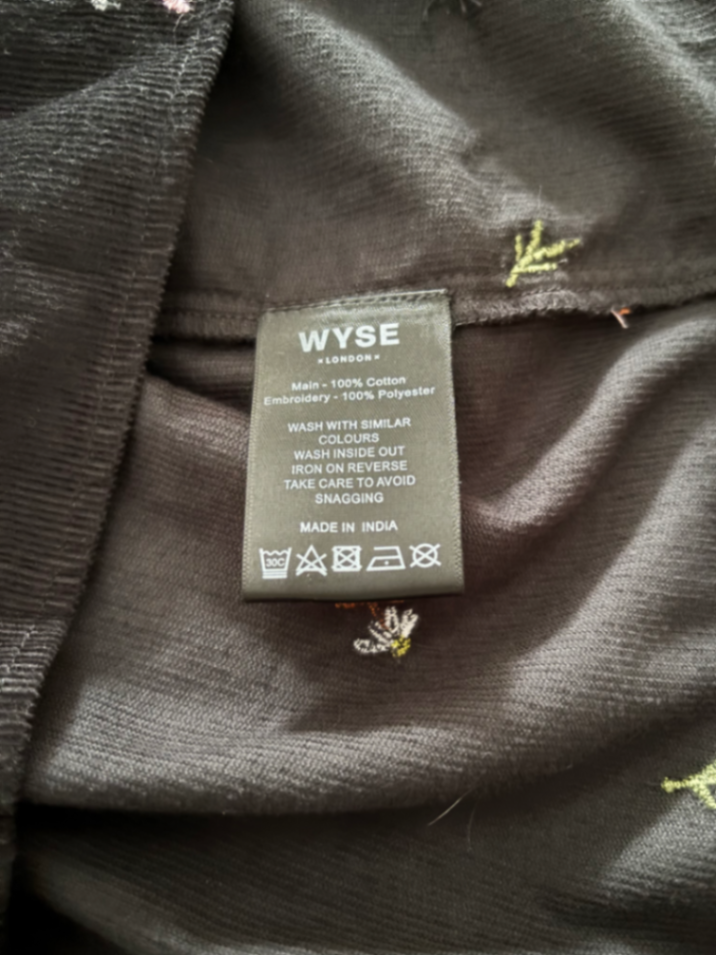 WYSE
×LONDON×
Main - 100% Cotton
Embroidery - 100% Polyester
WASH WITH SIMILAR
COLOURS
WASH INSIDE OUT
IRON ON REVERSE
TAKE CARE TO AVOID
SNAGGING
MADE IN INDIA
30C